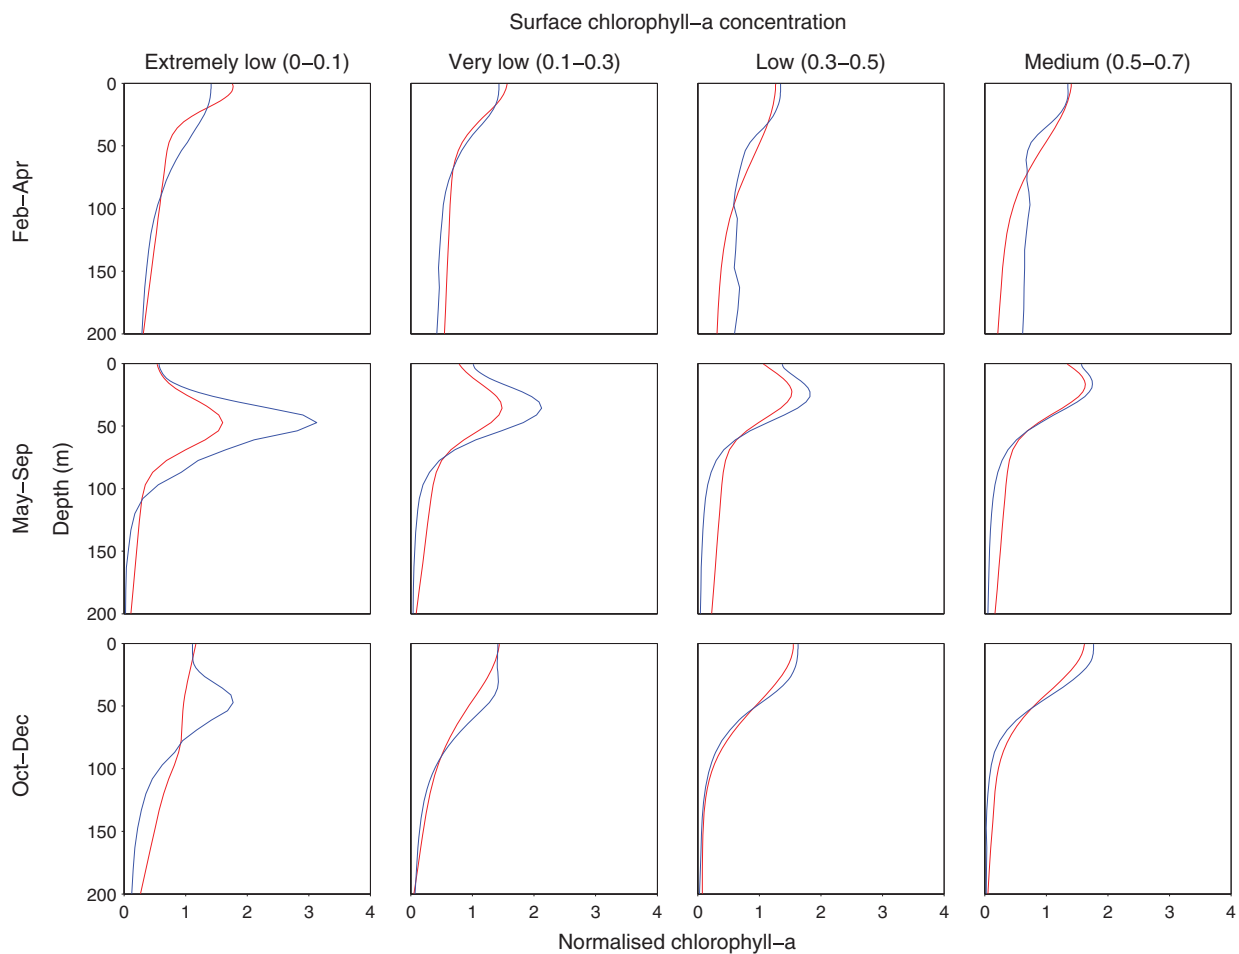 Surface chlorophyll−a concentration
Extremely low (0−0.1) Very low (0.1−0.3) Low (0.3−0.5) Medium (0.5−0.7)
Feb−Apr
0
50
100
150
200
May−Sep
Depth (m)
0
50
100
150
200
Oct−Dec
0
50
100
150
200
0 1 2 3 4 0 1 2 3 4 0 1 2 3 4 0 1 2 3 4
Normalised chlorophyll−a